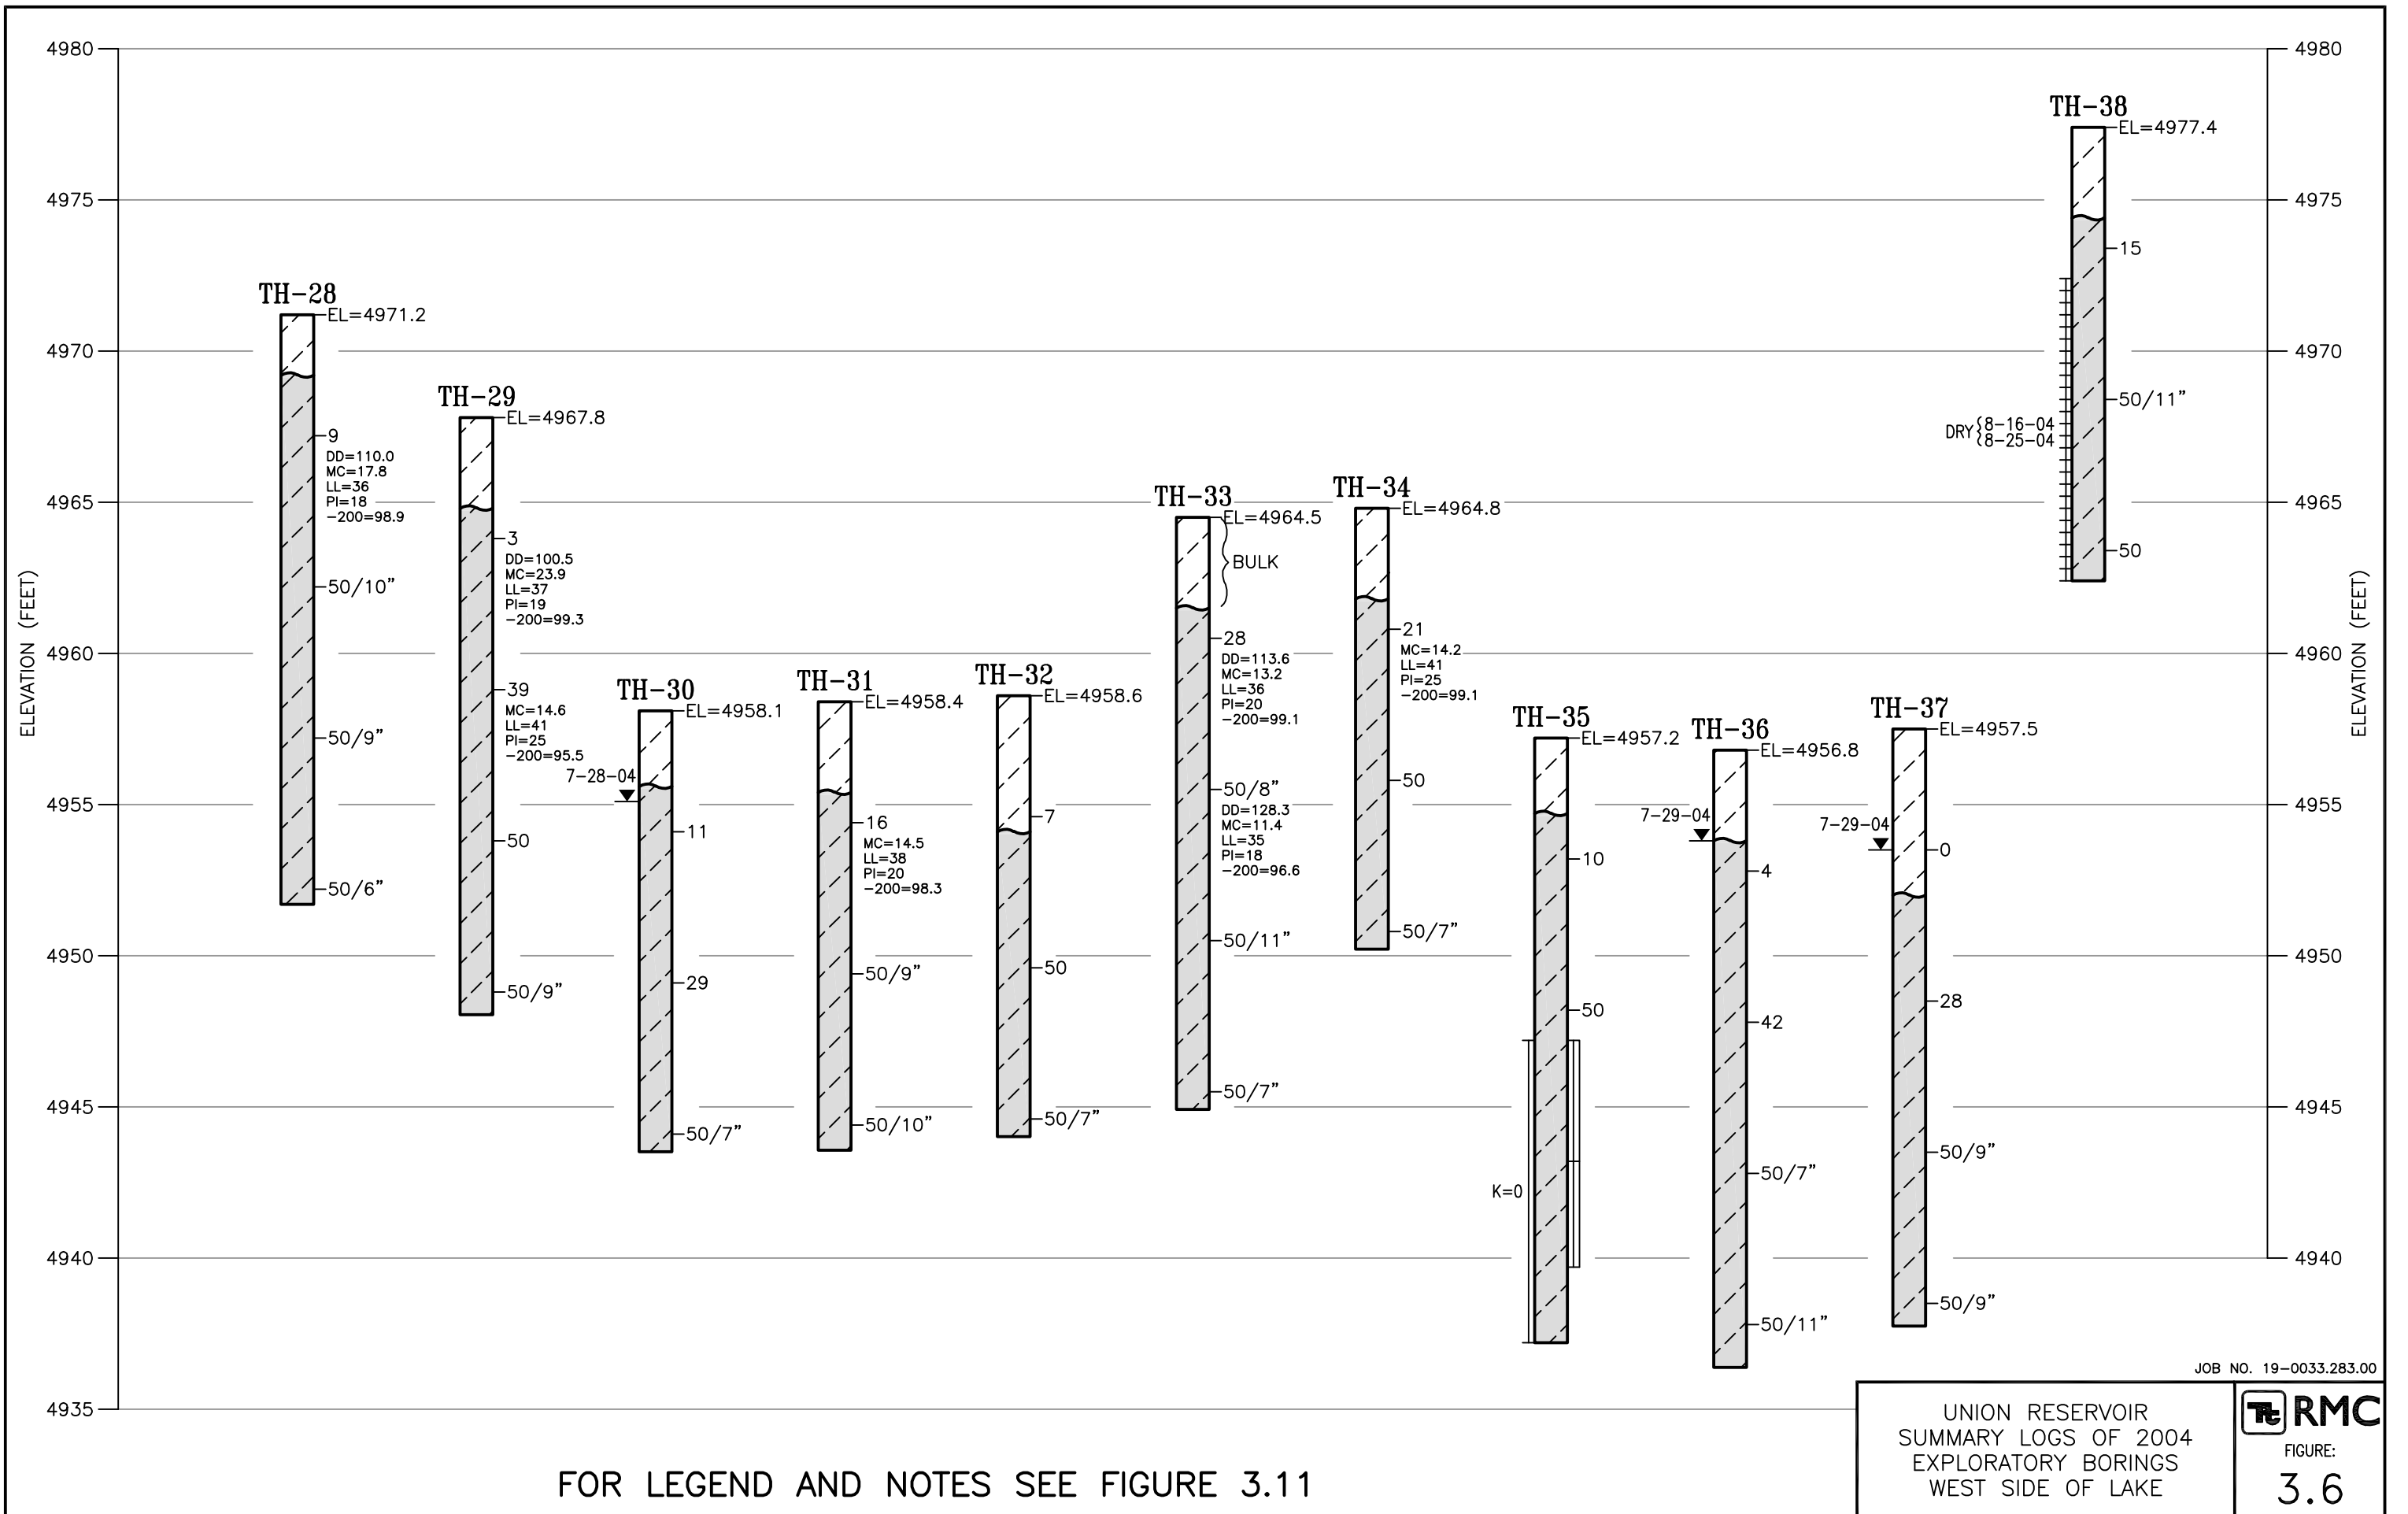 4980
4975
4970
4965
4960
4955
4950
4945
4940
4935
ELEVATION (FEET)
TH-28
EL=4971.2
9
DD=110.0
MC=17.8
LL=36
PI=18
-200=98.9
50/10"
50/9"
50/6"
TH-29
EL=4967.8
3
DD=100.5
MC=23.9
LL=37
PI=19
-200=99.3
39
MC=14.6
LL=41
PI=25
-200=95.5
50
50/9"
TH-30
EL=4958.1
7-28-04
11
29
50/7"
TH-31
EL=4958.4
16
MC=14.5
LL=38
PI=20
-200=98.3
50/9"
50/10"
TH-32
EL=4958.6
7
50
50/7"
TH-33
EL=4964.5
BULK
28
DD=113.6
MC=13.2
LL=36
PI=20
-200=99.1
50/8"
DD=128.3
MC=11.4
LL=35
PI=18
-200=96.6
50/11"
50/7"
TH-34
EL=4964.8
21
MC=14.2
LL=41
PI=25
-200=99.1
50
50/7"
TH-35
EL=4957.2
10
50
K=0
TH-36
EL=4956.8
7-29-04
4
42
50/7"
50/11"
TH-37
EL=4957.5
7-29-04
0
28
50/9"
50/9"
TH-38
EL=4977.4
15
50/11"
DRY
8-16-04
8-25-04
50
4980
4975
4970
4965
4960
4955
4950
4945
4940
ELEVATION (FEET)
JOB NO. 19-0033.283.00
UNION RESERVOIR
SUMMARY LOGS OF 2004
EXPLORATORY BORINGS
WEST SIDE OF LAKE
RMC
FIGURE:
3.6
FOR LEGEND AND NOTES SEE FIGURE 3.11